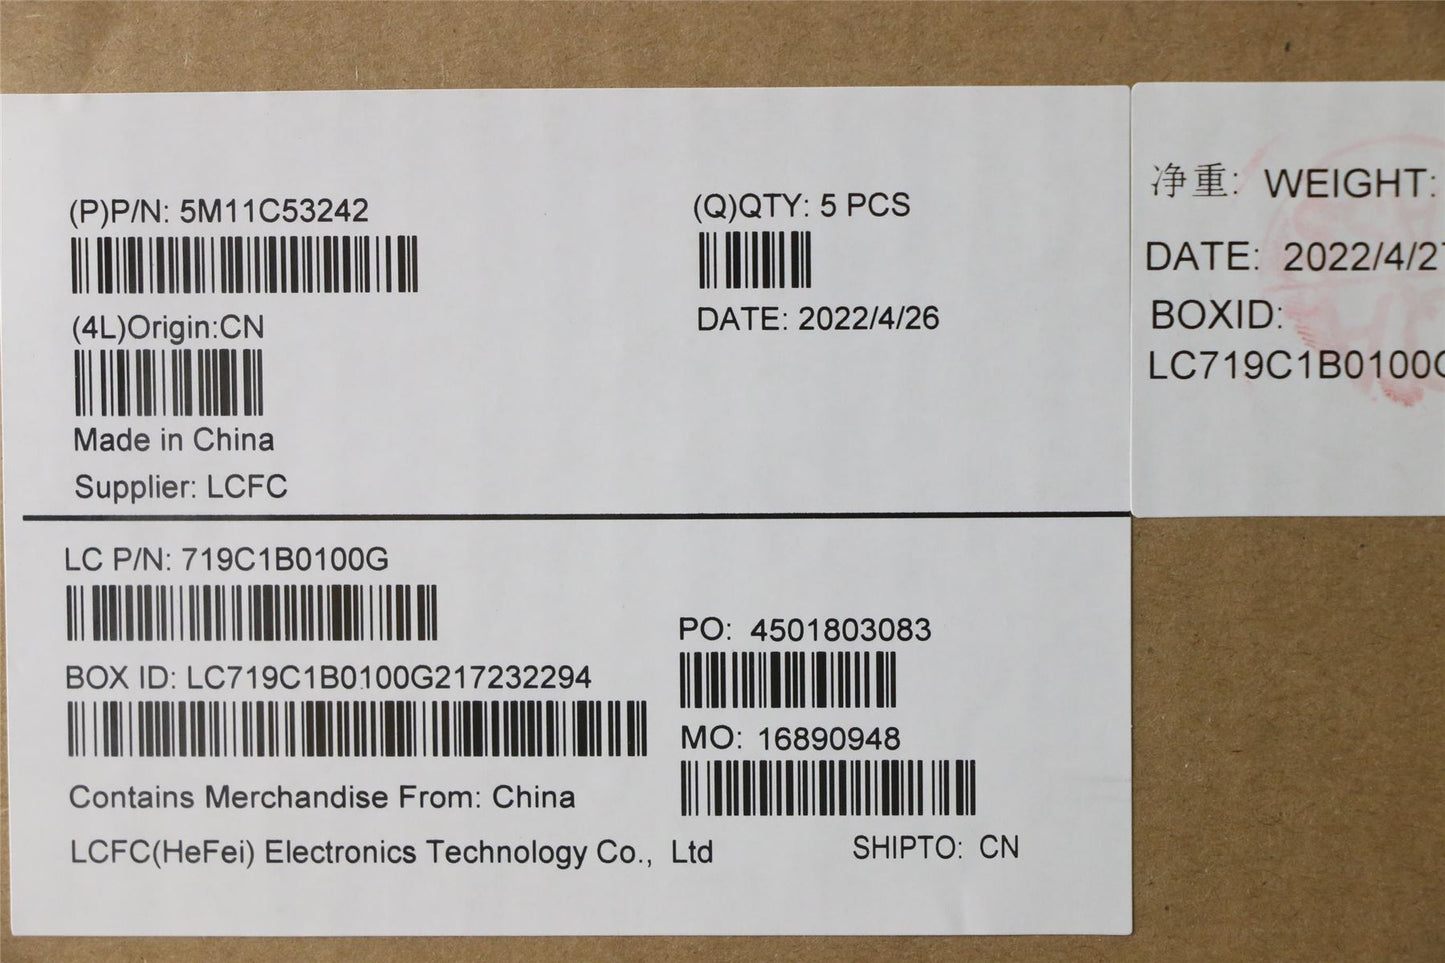 (P)P/N: 5M11C53242
(4L)Origin:CN
Made in China
Supplier: LCFC
(Q)QTY: 5 PCS
DATE: 2022/4/26
LC P/N: 719C1B0100G
BOX ID: LC719C1B0100G217232294
Contains Merchandise From: China
LCFC(HeFei) Electronics Technology Co., Ltd
PO: 4501803083
MO: 16890948
SHIPTO: CN
净重: WEIGHT:
DATE: 2022/4/27
BOXID:
LC719C1B0100G